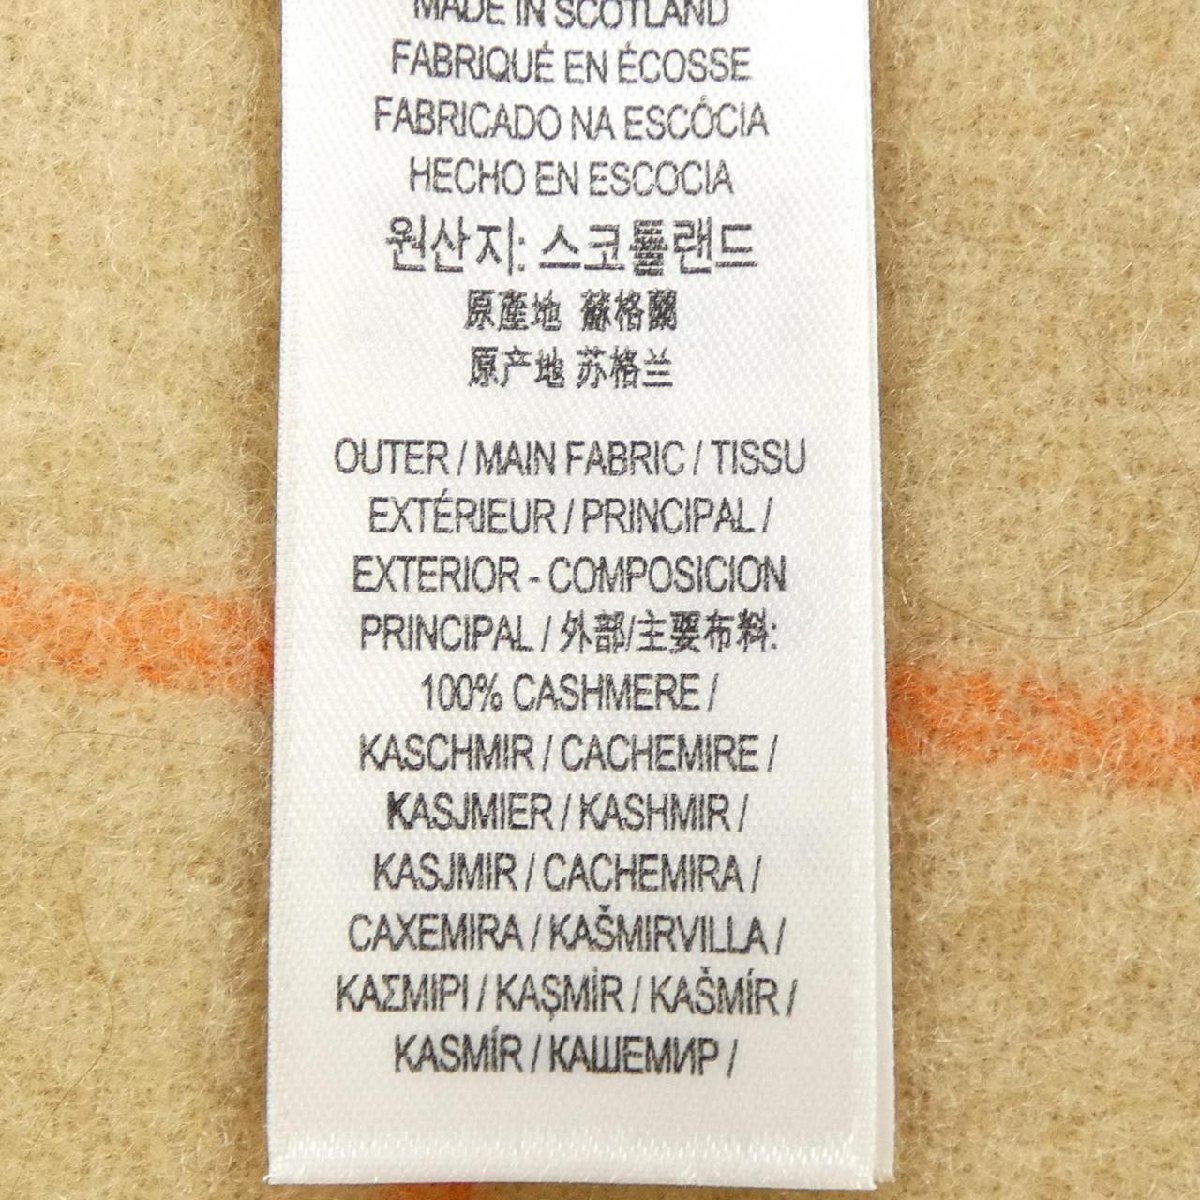 MADE IN SCOTLAND
FABRIQUÉ EN ÉCOSSE
FABRICADO NA ESCÓCIA
HECHO EN ESCOCIA
원산지: 스코틀랜드
原產地 蘇格蘭
原产地 苏格兰
OUTER / MAIN FABRIC / TISSU
EXTÉRIEUR / PRINCIPAL /
EXTERIOR - COMPOSICION
PRINCIPAL / 外部/主要布料:
100% CASHMERE /
KASCHMIR / CACHEMIRE /
KASJMIER / KASHMIR /
KASJMIR / CACHEMIRA /
CAXEMIRA / KAŠMIRVILLA /
ΚΑΣΜΙΡΙ / KAŞMİR / KAŠMÍR /
KASMÍR / КАШЕМИР /